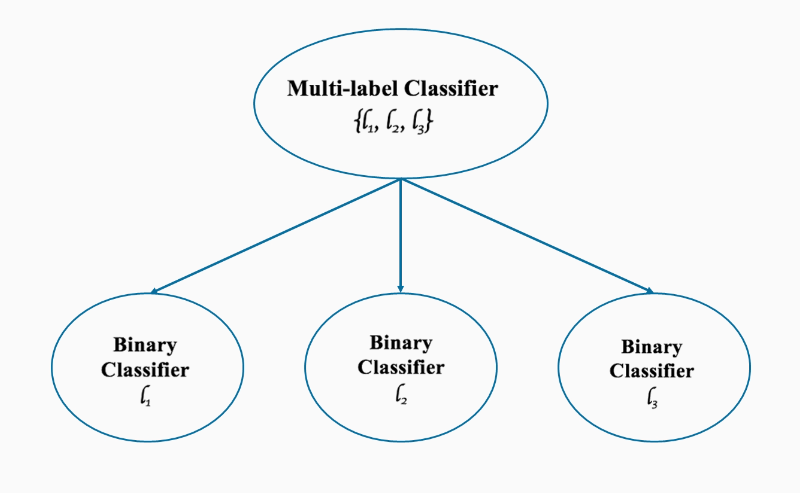 Multi-label Classifier
{l₁, l₂, l₃}
Binary
Classifier
l₁
Binary
Classifier
l₂
Binary
Classifier
l₃